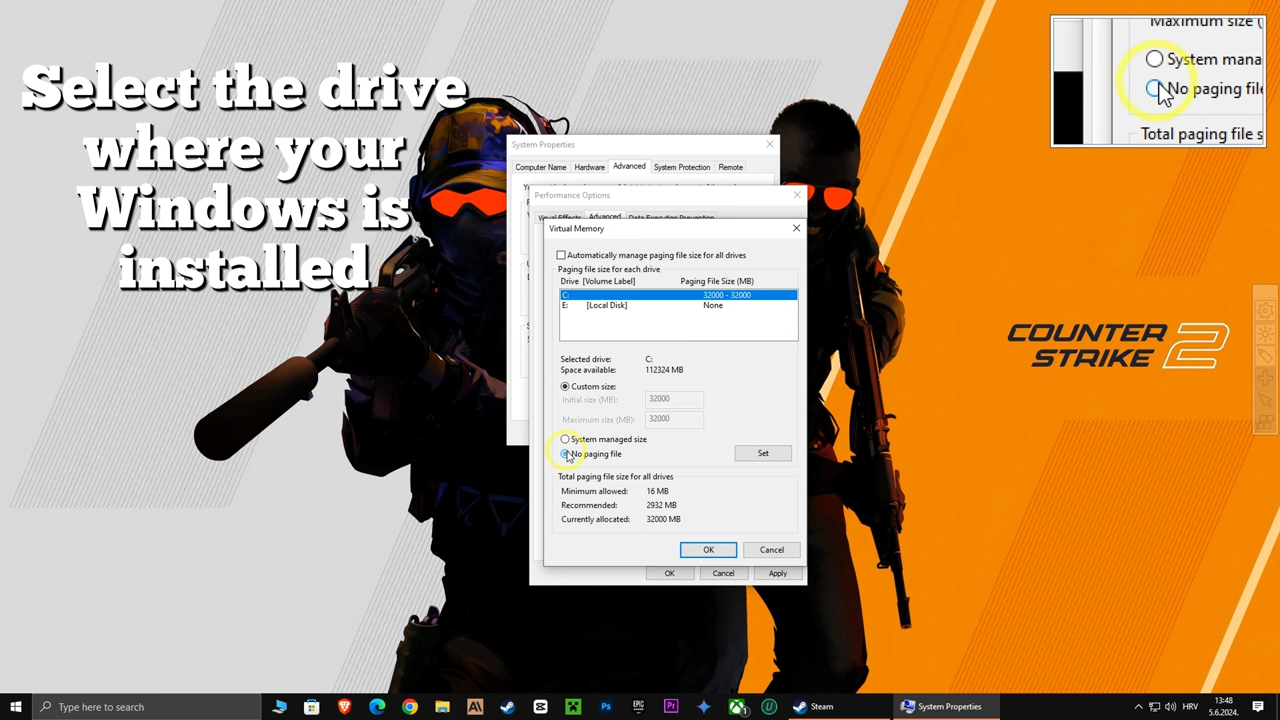 Select the drive
where your
Windows is
installed
Maximum size (
System mana
No paging file
Total paging file s
System Properties
Computer Name Hardware Advanced System Protection Remote
Performance Options
Visual Effects Advanced Data Execution Prevention
Virtual Memory
Automatically manage paging file size for all drives
Paging file size for each drive
Drive [Volume Label] Paging File Size (MB)
C: 32000 - 32000
E: [Local Disk] None
Selected drive: C:
Space available: 112324 MB
Custom size:
Initial size (MB): 32000
Maximum size (MB): 32000
System managed size
No paging file
Set
Total paging file size for all drives
Minimum allowed: 16 MB
Recommended: 2932 MB
Currently allocated: 32000 MB
OK Cancel
OK Cancel Apply
COUNTER
STRIKE 2
Type here to search
Steam
System Properties
HRV
13:48
5.6.2024.